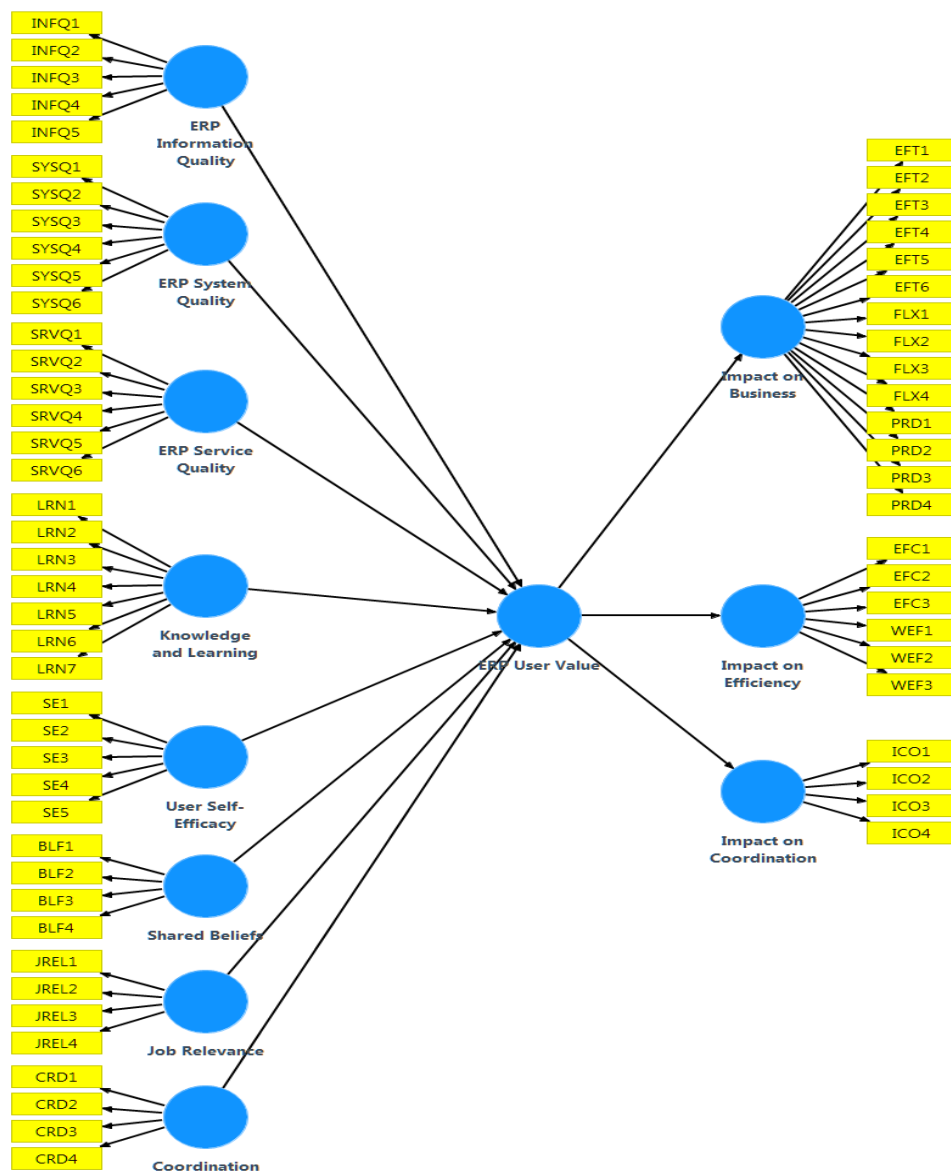 INFQ1
INFQ2
INFQ3
INFQ4
INFQ5
ERP
Information
Quality
SYSQ1
SYSQ2
SYSQ3
SYSQ4
SYSQ5
SYSQ6
ERP System
Quality
SRVQ1
SRVQ2
SRVQ3
SRVQ4
SRVQ5
SRVQ6
ERP Service
Quality
LRN1
LRN2
LRN3
LRN4
LRN5
LRN6
LRN7
Knowledge
and Learning
SE1
SE2
SE3
SE4
SE5
User Self-
Efficacy
BLF1
BLF2
BLF3
BLF4
Shared Beliefs
JREL1
JREL2
JREL3
JREL4
Job Relevance
CRD1
CRD2
CRD3
CRD4
Coordination
ERP User Value
Impact on
Business
EFT1
EFT2
EFT3
EFT4
EFT5
EFT6
FLX1
FLX2
FLX3
FLX4
PRD1
PRD2
PRD3
PRD4
Impact on
Efficiency
EFC1
EFC2
EFC3
WEF1
WEF2
WEF3
Impact on
Coordination
ICO1
ICO2
ICO3
ICO4